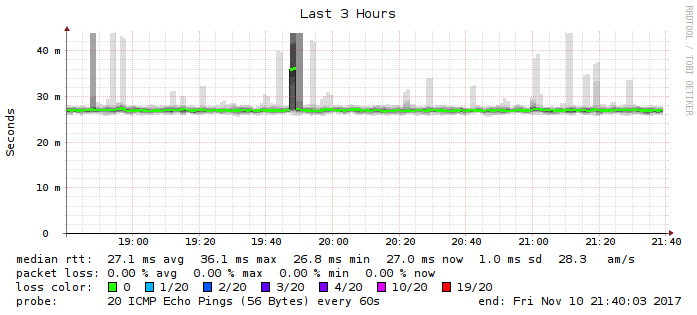 Last 3 Hours
RRDTOOL / TOBI OETIKER
Seconds
40 m
30 m
20 m
10 m
0
19:00 19:20 19:40 20:00 20:20 20:40 21:00 21:20 21:40
median rtt: 27.1 ms avg 36.1 ms max 26.8 ms min 27.0 ms now 1.0 ms sd 28.3 am/s
packet loss: 0.00 % avg 0.00 % max 0.00 % min 0.00 % now
loss color: 0 1/20 2/20 3/20 4/20 10/20 19/20
probe: 20 ICMP Echo Pings (56 Bytes) every 60s end: Fri Nov 10 21:40:03 2017